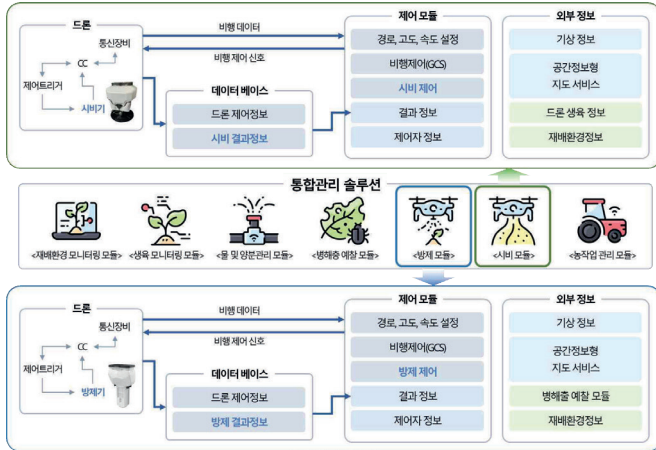 드론
통신장비
CC
제어트리거
시비기
비행 데이터
비행 제어 신호
데이터 베이스
드론 제어정보
시비 결과정보
제어 모듈
경로, 고도, 속도 설정
비행제어(GCS)
시비 제어
결과 정보
제어자 정보
외부 정보
기상 정보
공간정보형
지도 서비스
드론 생육 정보
재배환경정보
통합관리 솔루션
<재배환경 모니터링 모듈>
<생육 모니터링 모듈>
<물 및 양분관리 모듈>
<병해충 예찰 모듈>
<방제 모듈>
<시비 모듈>
<농작업 관리 모듈>
드론
통신장비
CC
제어트리거
방제기
비행 데이터
비행 제어 신호
데이터 베이스
드론 제어정보
방제 결과정보
제어 모듈
경로, 고도, 속도 설정
비행제어(GCS)
방제 제어
결과 정보
제어자 정보
외부 정보
기상 정보
공간정보형
지도 서비스
병해출 예찰 모듈
재배환경정보